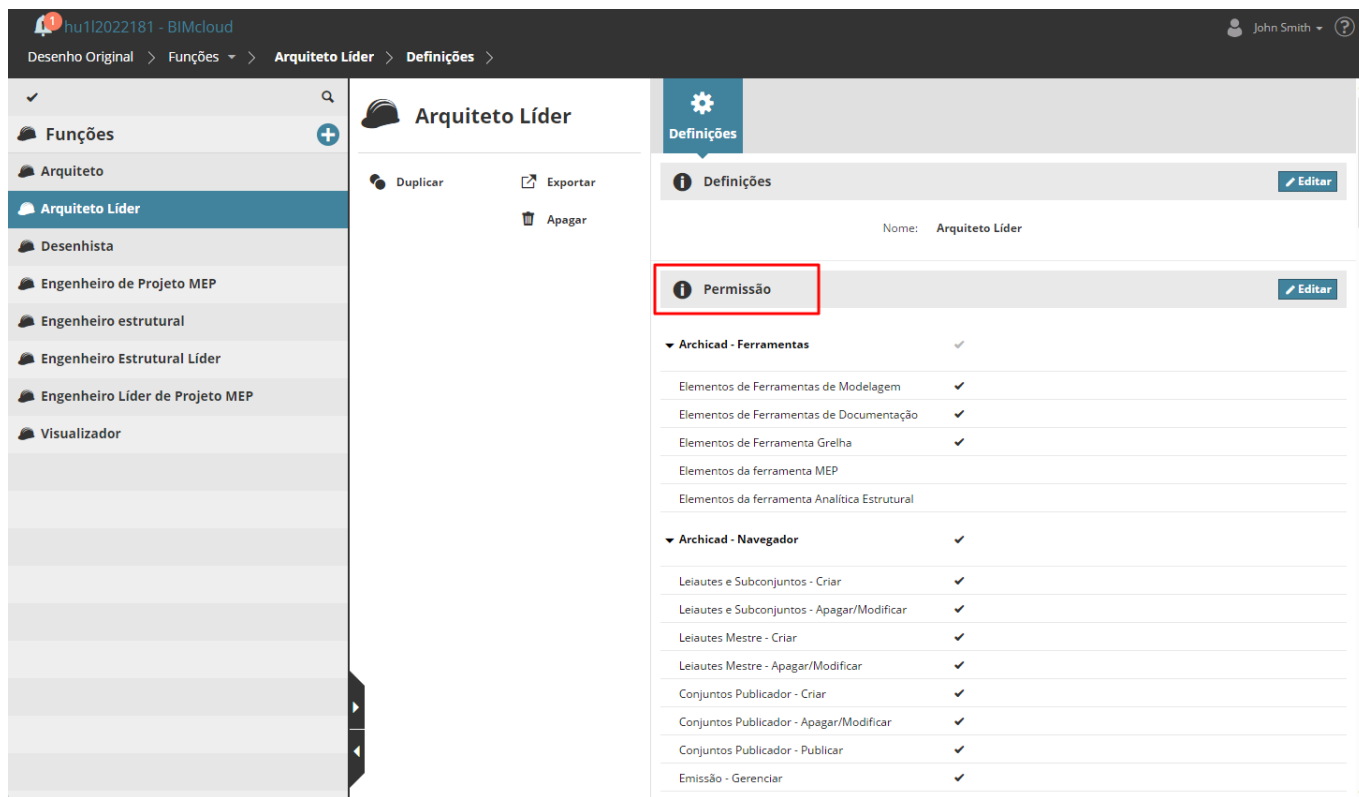 1
hu1l2022181 - BIMcloud
John Smith
?
Desenho Original > Funções > Arquiteto Líder > Definições >
Funções
Arquiteto
Arquiteto Líder
Desenhista
Engenheiro de Projeto MEP
Engenheiro estrutural
Engenheiro Estrutural Líder
Engenheiro Líder de Projeto MEP
Visualizador
Arquiteto Líder
Duplicar
Exportar
Apagar
Definições
Definições
Editar
Nome: Arquiteto Líder
Permissão
Editar
Archicad - Ferramentas
Elementos de Ferramentas de Modelagem
Elementos de Ferramentas de Documentação
Elementos de Ferramenta Grelha
Elementos da ferramenta MEP
Elementos da ferramenta Analítica Estrutural
Archicad - Navegador
Leiautes e Subconjuntos - Criar
Leiautes e Subconjuntos - Apagar/Modificar
Leiautes Mestre - Criar
Leiautes Mestre - Apagar/Modificar
Conjuntos Publicador - Criar
Conjuntos Publicador - Apagar/Modificar
Conjuntos Publicador - Publicar
Emissão - Gerenciar